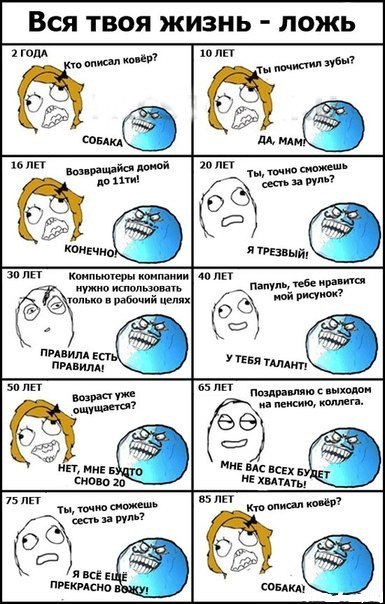 Вся твоя жизнь - ложь
2 ГОДА
Кто описал ковёр?
СОБАКА
10 ЛЕТ
Ты почистил зубы?
ДА, МАМ!
16 ЛЕТ
Возвращайся домой
до 11ти!
КОНЕЧНО!
20 ЛЕТ
Ты, точно сможешь
сесть за руль?
Я ТРЕЗВЫЙ!
30 ЛЕТ
Компьютеры компании
нужно использовать
только в рабочий целях
ПРАВИЛА ЕСТЬ
ПРАВИЛА!
40 ЛЕТ
Папуль, тебе нравится
мой рисунок?
У ТЕБЯ ТАЛАНТ!
50 ЛЕТ
Возраст уже
ощущается?
НЕТ, МНЕ БУДТО
СНОВО 20
65 ЛЕТ
Поздравляю с выходом
на пенсию, коллега.
МНЕ ВАС ВСЕХ БУДЕТ
НЕ ХВАТАТЬ!
75 ЛЕТ
Ты, точно сможешь
сесть за руль?
Я ВСЁ ЕЩЁ
ПРЕКРАСНО ВОЖУ!
85 ЛЕТ
Кто описал ковёр?
СОБАКА!